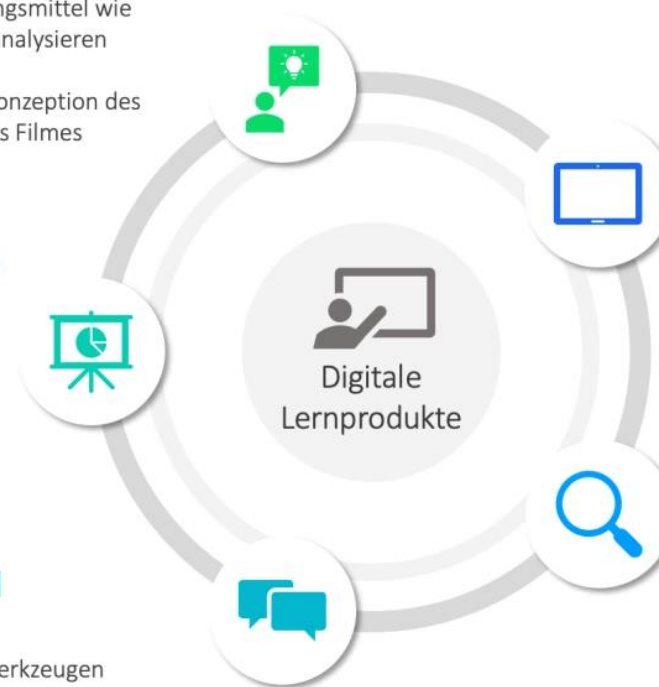 ngsmittel wie
nalysieren
onzeption des
s Filmes
Digitale
Lernprodukte
erkzeugen